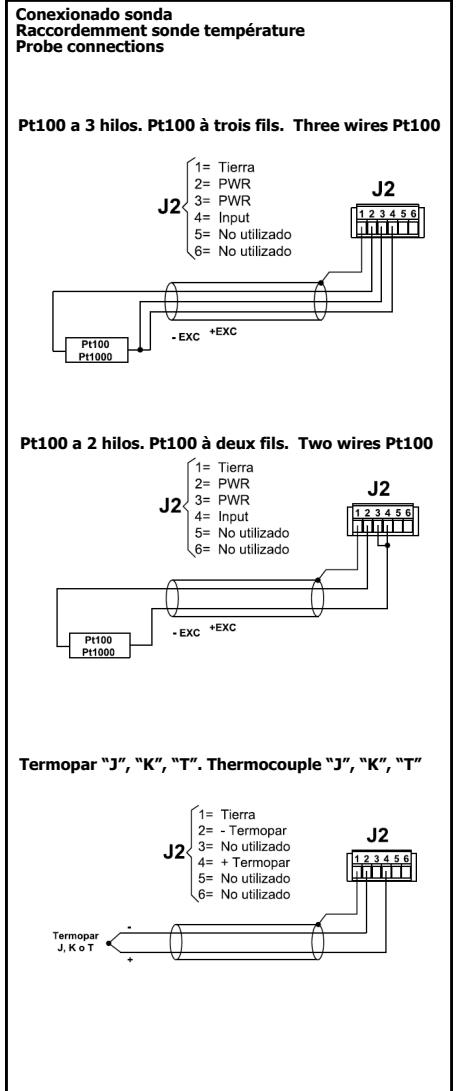 Conexionado sonda
Raccordemment sonde température
Probe connections
Pt100 a 3 hilos. Pt100 à trois fils. Three wires Pt100
J2
1= Tierra
2= PWR
3= PWR
4= Input
5= No utilizado
6= No utilizado
J2
1 2 3 4 5 6
- EXC +EXC
Pt100
Pt1000
Pt100 a 2 hilos. Pt100 à deux fils. Two wires Pt100
J2
1= Tierra
2= PWR
3= PWR
4= Input
5= No utilizado
6= No utilizado
J2
1 2 3 4 5 6
- EXC +EXC
Pt100
Pt1000
Termopar “J”, “K”, “T”. Thermocouple “J”, “K”, “T”
J2
1= Tierra
2= - Termopar
3= No utilizado
4= + Termopar
5= No utilizado
6= No utilizado
J2
1 2 3 4 5 6
Termopar
J, K o T
-
+